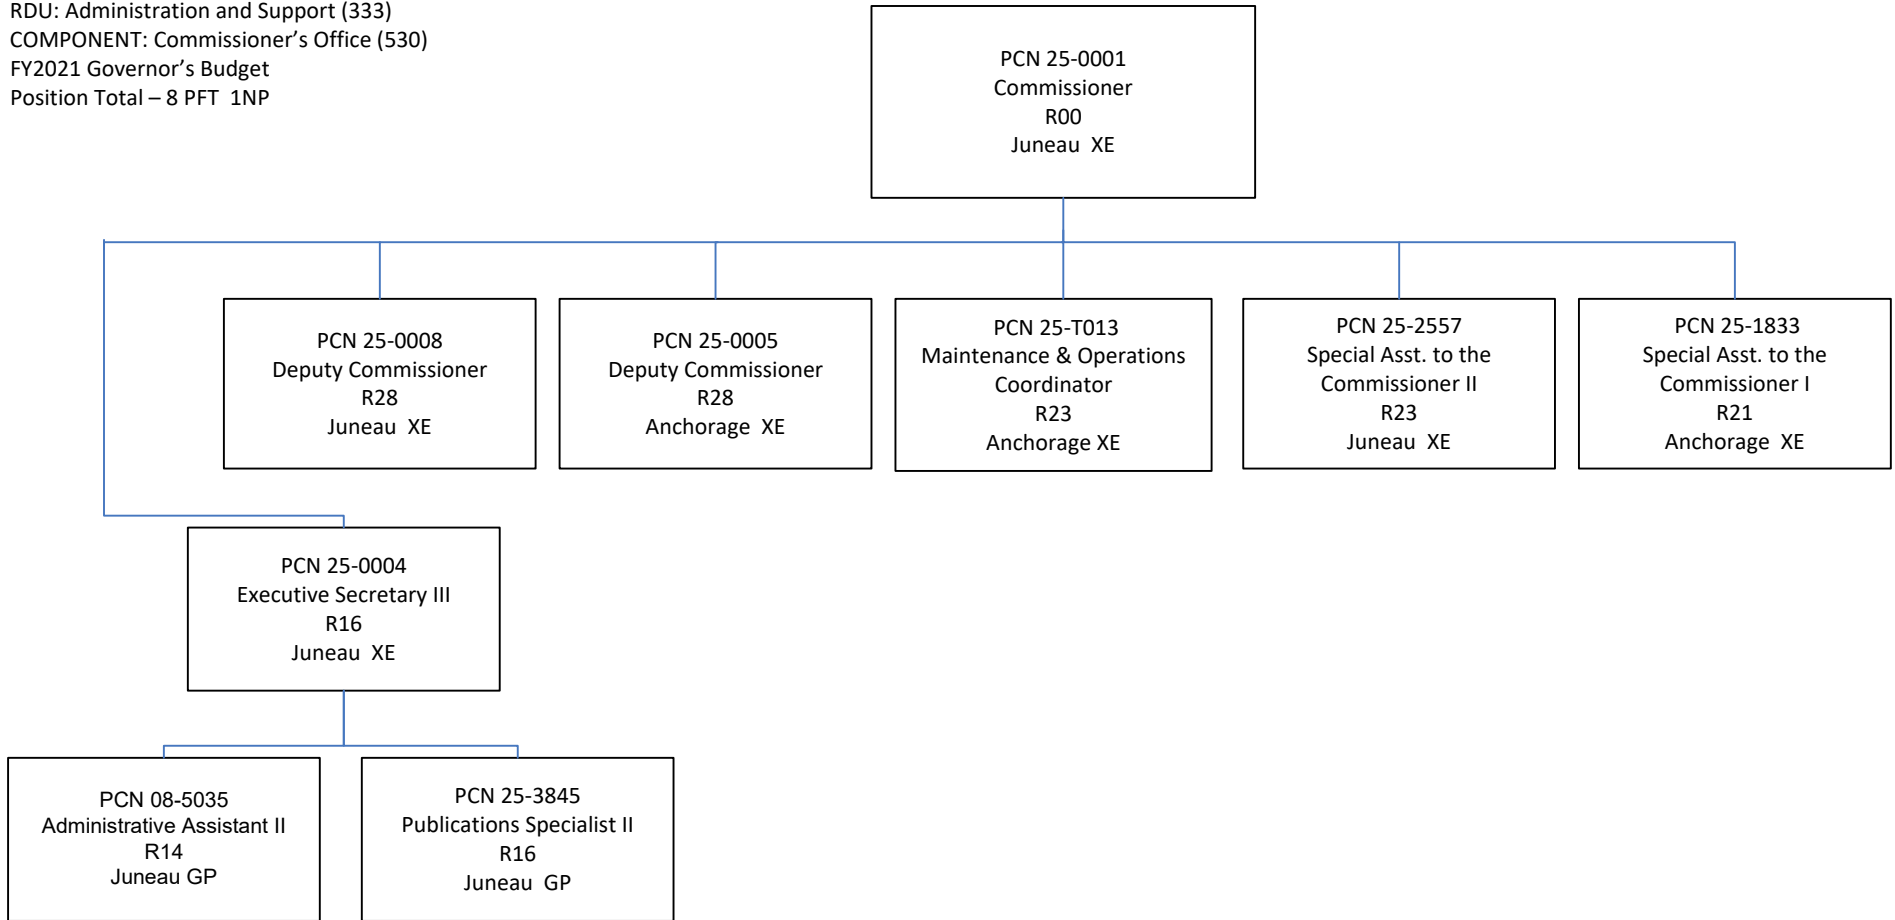 RDU: Administration and Support (333)
COMPONENT: Commissioner's Office (530)
FY2021 Governor's Budget
Position Total – 8 PFT  1NP
PCN 25-0001
Commissioner
R00
Juneau  XE
PCN 25-0008
Deputy Commissioner
R28
Juneau  XE
PCN 25-0005
Deputy Commissioner
R28
Anchorage  XE
PCN 25-T013
Maintenance & Operations
Coordinator
R23
Anchorage XE
PCN 25-2557
Special Asst. to the
Commissioner II
R23
Juneau  XE
PCN 25-1833
Special Asst. to the
Commissioner I
R21
Anchorage  XE
PCN 25-0004
Executive Secretary III
R16
Juneau  XE
PCN 08-5035
Administrative Assistant II
R14
Juneau GP
PCN 25-3845
Publications Specialist II
R16
Juneau  GP